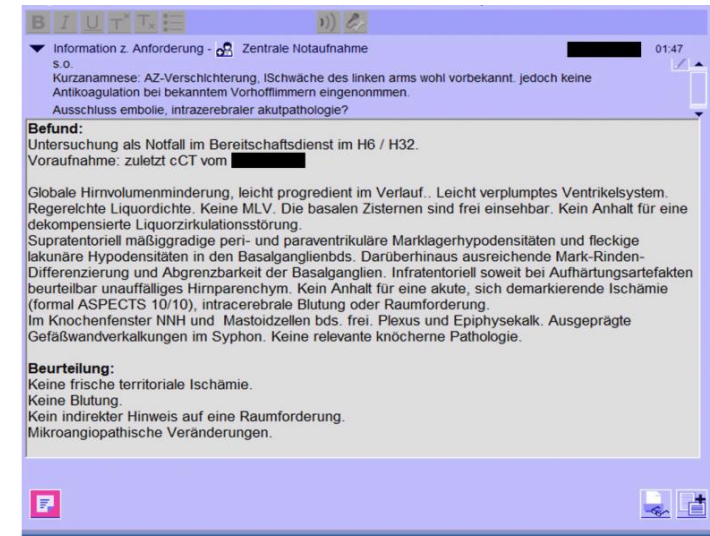 B I U T T
Information z. Anforderung - Zentrale Notaufnahme 01:47
s.o.
Kurzanamnese: AZ-Verschlchterung, lSchwäche des linken arms wohl vorbekannt. jedoch keine
Antikoagulation bei bekanntem Vorhofflimmern eingenonmmen.
Ausschluss embolie, intrazerebraler akutpathologie?
Befund:
Untersuchung als Notfall im Bereitschaftsdienst im H6 / H32.
Voraufnahme: zuletzt cCT vom
Globale Hirnvolumenminderung, leicht progredient im Verlauf.. Leicht verplumptes Ventrikelsystem.
Regerelchte Liquordichte. Keine MLV. Die basalen Zisternen sind frei einsehbar. Kein Anhalt für eine
dekompensierte Liquorzirkulationsstörung.
Supratentoriell mäßiggradige peri- und paraventrikuläre Marklagerhypodensitäten und fleckige
lakunäre Hypodensitäten in den Basalganglienbds. Darüberhinaus ausreichende Mark-Rinden-
Differenzierung und Abgrenzbarkeit der Basalganglien. Infratentoriell soweit bei Aufhärtungsartefakten
beurteilbar unauffälliges Hirnparenchym. Kein Anhalt für eine akute, sich demarkierende Ischämie
(formal ASPECTS 10/10), intracerebrale Blutung oder Raumforderung.
Im Knochenfenster NNH und Mastoidzellen bds. frei. Plexus und Epiphysekalk. Ausgeprägte
Gefäßwandverkalkungen im Syphon. Keine relevante knöcherne Pathologie.
Beurteilung:
Keine frische territoriale Ischämie.
Keine Blutung.
Kein indirekter Hinweis auf eine Raumforderung.
Mikroangiopathische Veränderungen.